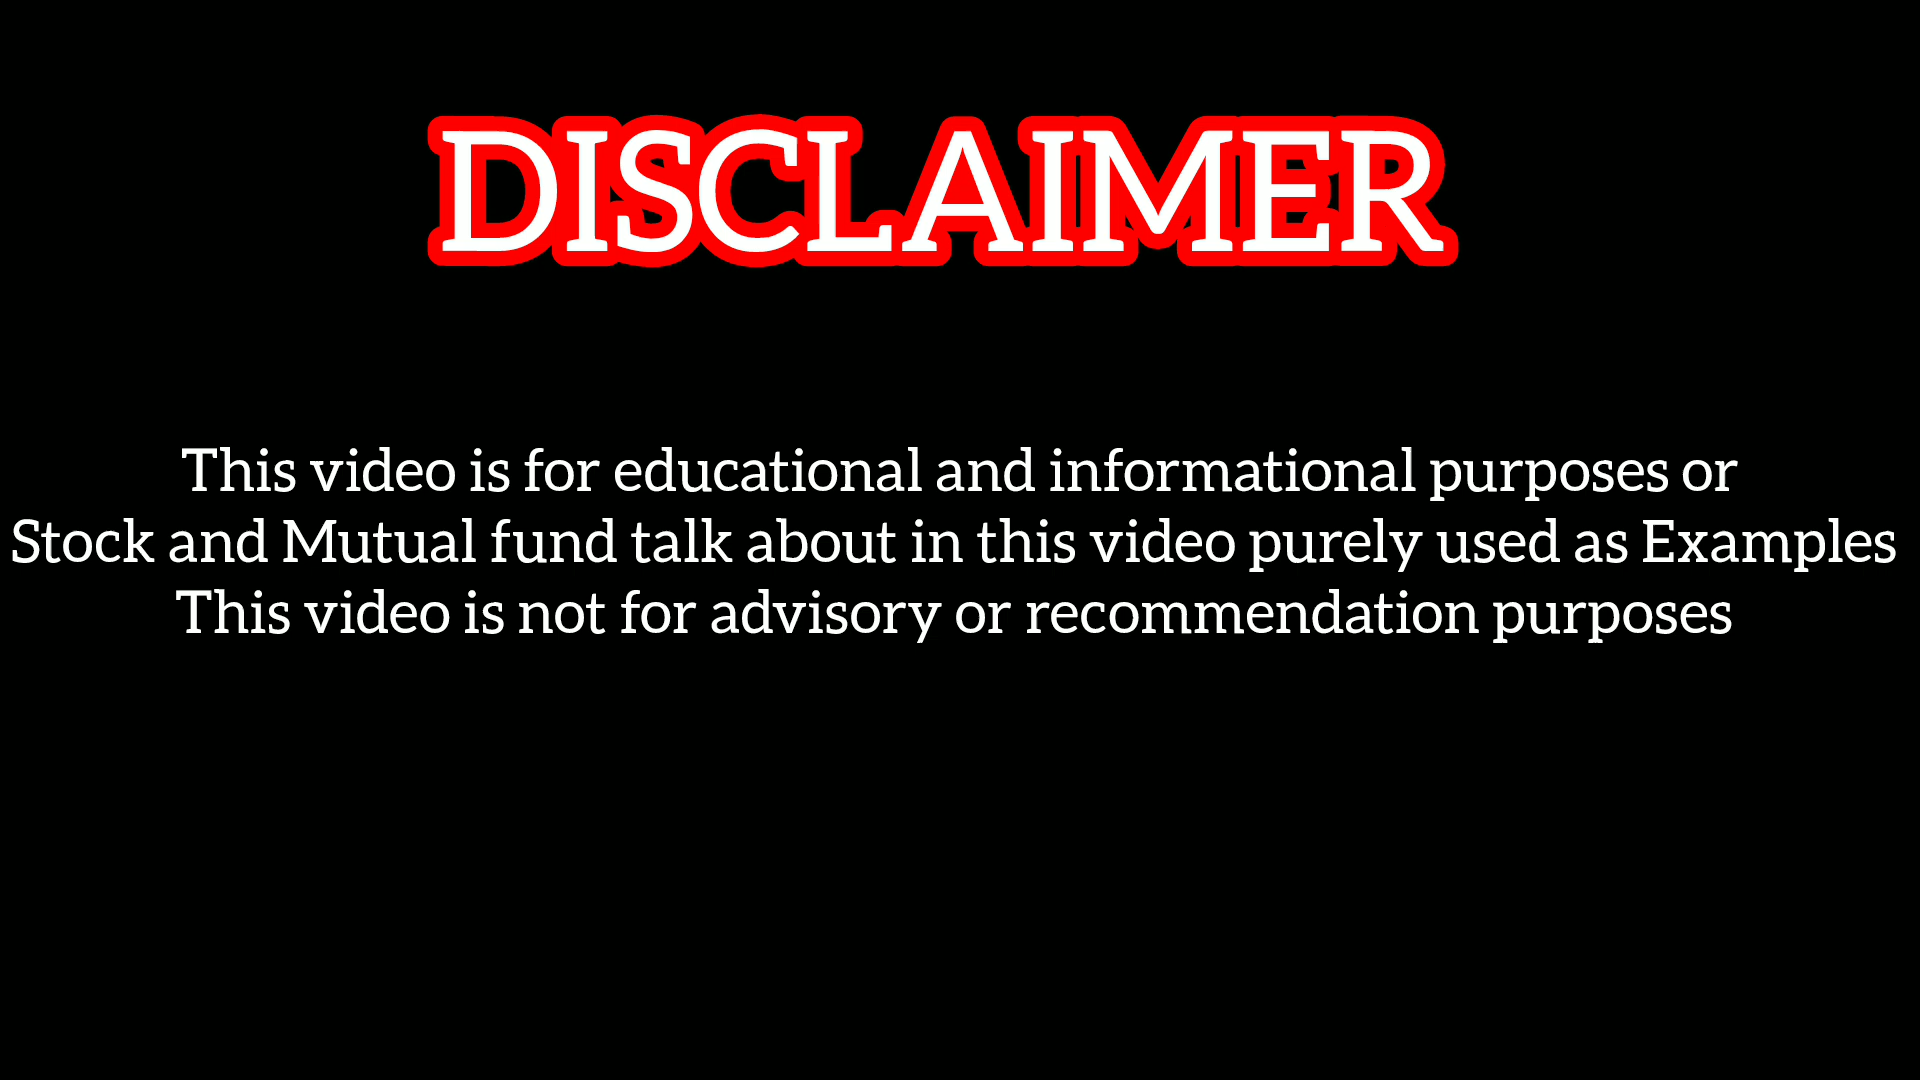 DISCLAIMER
This video is for educational and informational purposes or
Stock and Mutual fund talk about in this video purely used as Examples
This video is not for advisory or recommendation purposes